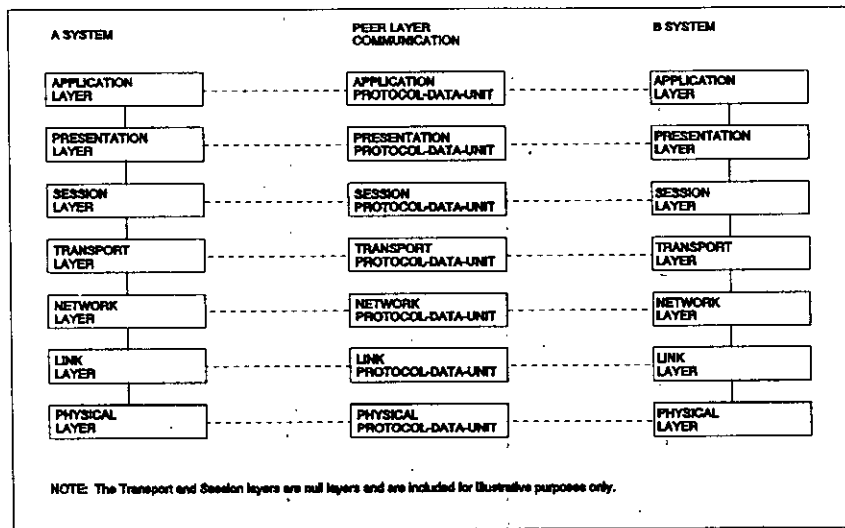 A SYSTEM
PEER LAYER
COMMUNICATION
B SYSTEM
APPLICATION
LAYER
APPLICATION
PROTOCOL-DATA-UNIT
APPLICATION
LAYER
PRESENTATION
LAYER
PRESENTATION
PROTOCOL-DATA-UNIT
PRESENTATION
LAYER
SESSION
LAYER
SESSION
PROTOCOL-DATA-UNIT
SESSION
LAYER
TRANSPORT
LAYER
TRANSPORT
PROTOCOL-DATA-UNIT
TRANSPORT
LAYER
NETWORK
LAYER
NETWORK
PROTOCOL-DATA-UNIT
NETWORK
LAYER
LINK
LAYER
LINK
PROTOCOL-DATA-UNIT
LINK
LAYER
PHYSICAL
LAYER
PHYSICAL
PROTOCOL-DATA-UNIT
PHYSICAL
LAYER
NOTE: The Transport and Session layers are null layers and are included for illustrative purposes only.